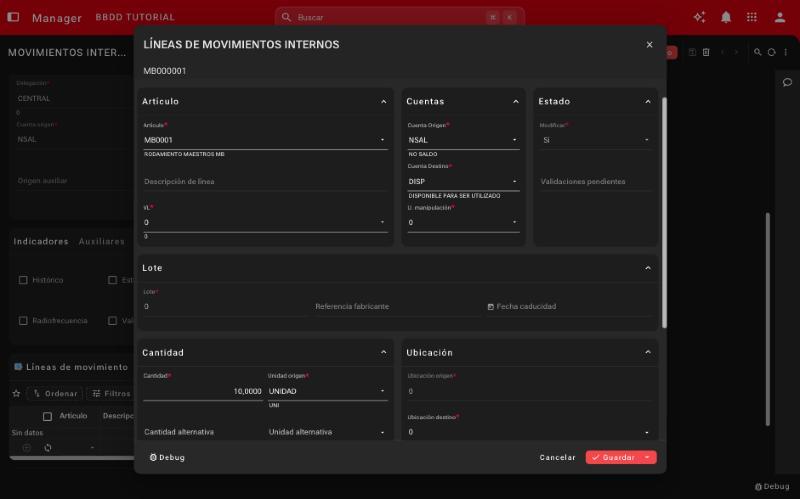 Manager BBDD TUTORIAL Buscar ⌘ K
MOVIMIENTOS INTER...
LÍNEAS DE MOVIMIENTOS INTERNOS
MB000001
Delegación*
CENTRAL
0
Cuenta origen*
NSAL
Origen auxiliar
Indicadores Auxiliares
Histórico
Radiofrecuencia
Líneas de movimiento
Ordenar Filtros
Artículo
Sin datos
Artículo
Artículo*
MB0001
RODAMIENTO MAESTROS MB
Descripción de línea
VL*
0
0
Cuentas
Cuenta Origen*
NSAL
NO SALDO
Cuenta Destino*
DISP
DISPONIBLE PARA SER UTILIZADO
U. manipulación*
0
Estado
Modificar*
Si
Validaciones pendientes
Lote
Lote*
0 Referencia fabricante Fecha caducidad
Cantidad
Cantidad* Unidad origen*
10,0000 UNIDAD
UNI
Cantidad alternativa Unidad alternativa
Ubicación
Ubicación origen*
0
Ubicación destino*
0
Debug Cancelar Guardar
Debug